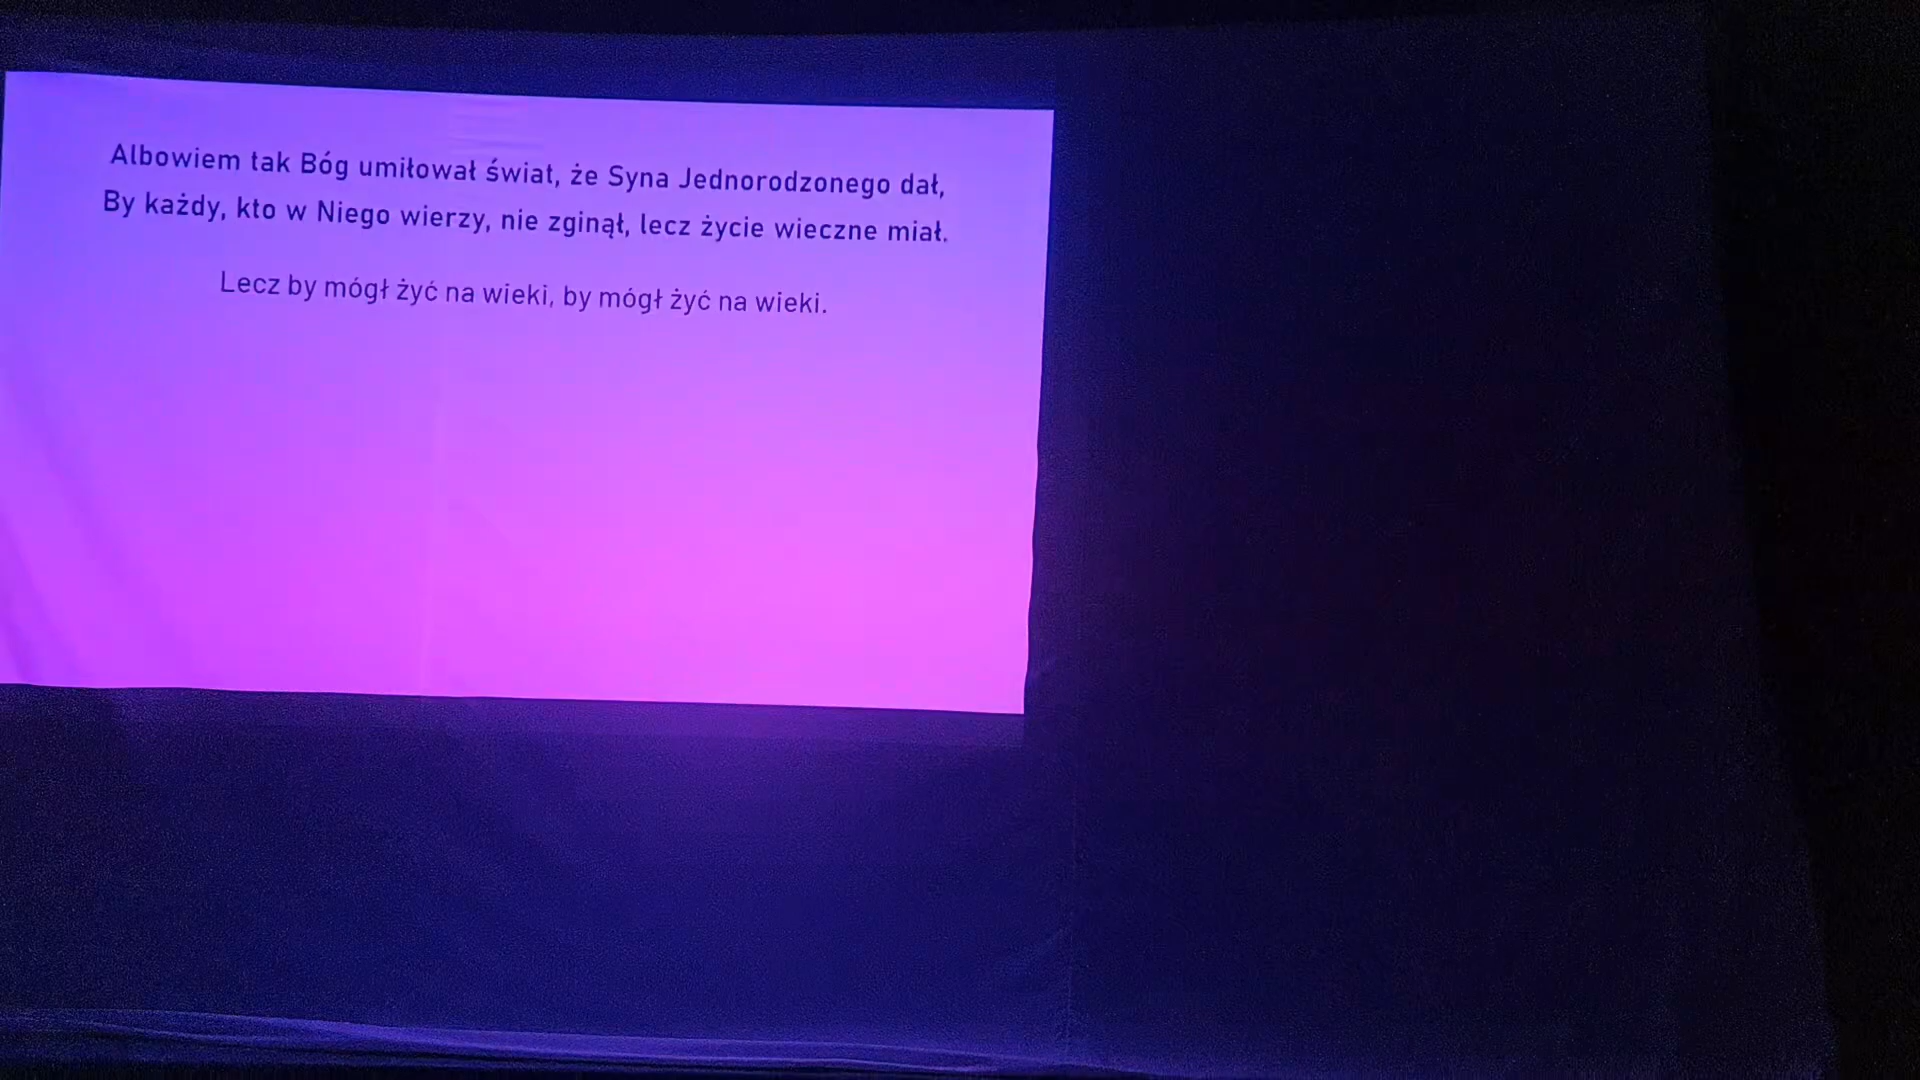 Albowiem tak Bóg umiłował świat, że Syna Jednorodzonego dał,
By każdy, kto w Niego wierzy, nie zginął, lecz życie wieczne miał.
Lecz by mógł żyć na wieki, by mógł żyć na wieki.